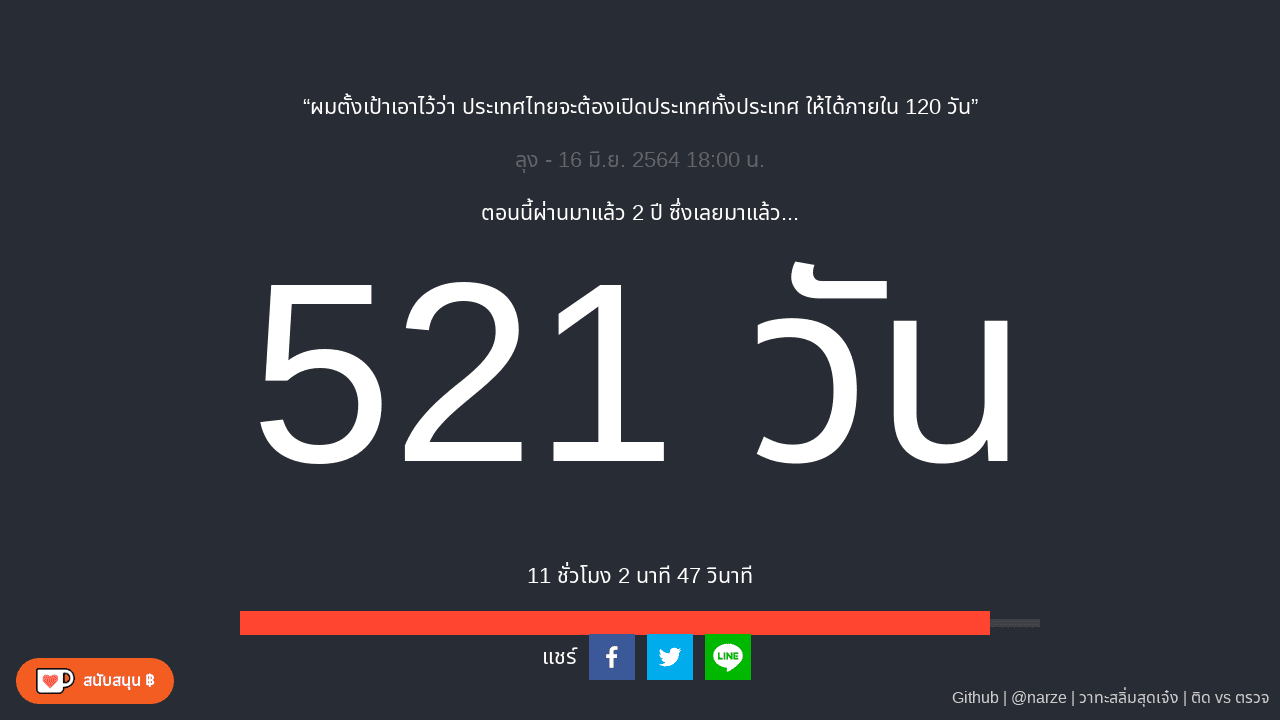 “ผมตั้งเป้าเอาไว้ว่า ประเทศไทยจะต้องเปิดประเทศทั้งประเทศ ให้ได้ภายใน 120 วัน”
ลุง - 16 มิ.ย. 2564 18:00 น.
ตอนนี้ผ่านมาแล้ว 2 ปี ซึ่งเลยมาแล้ว...
521 วัน
11 ชั่วโมง 2 นาที 47 วินาที
แชร์
LINE
สนับสนุน ฿
Github | @narze | วาทะสลิ่มสุดเจ๋ง | ติด vs ตรวจ